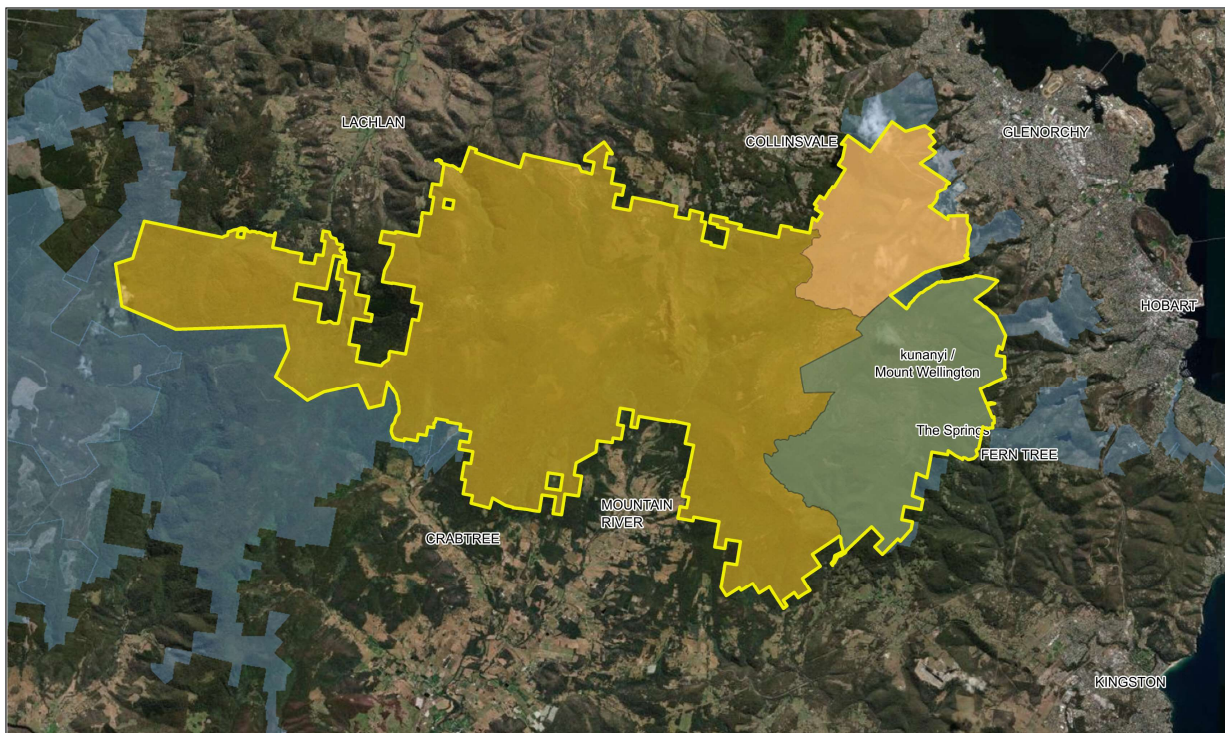 LACHLAN
COLLINSVALE
GLENORCHY
HOBART
kunanyi /
Mount Wellington
The Springs
FERN TREE
MOUNTAIN
RIVER
CRABTREE
KINGSTON